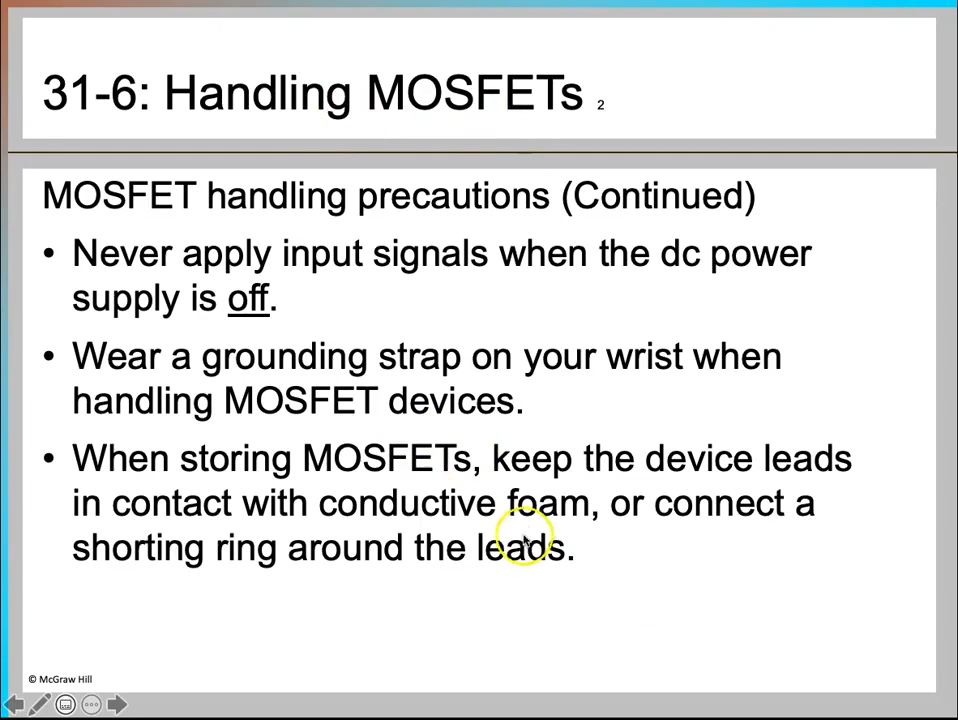 31-6: Handling MOSFETs 2
MOSFET handling precautions (Continued)
• Never apply input signals when the dc power
supply is off.
• Wear a grounding strap on your wrist when
handling MOSFET devices.
• When storing MOSFETs, keep the device leads
in contact with conductive foam, or connect a
shorting ring around the leads.
© McGraw Hill